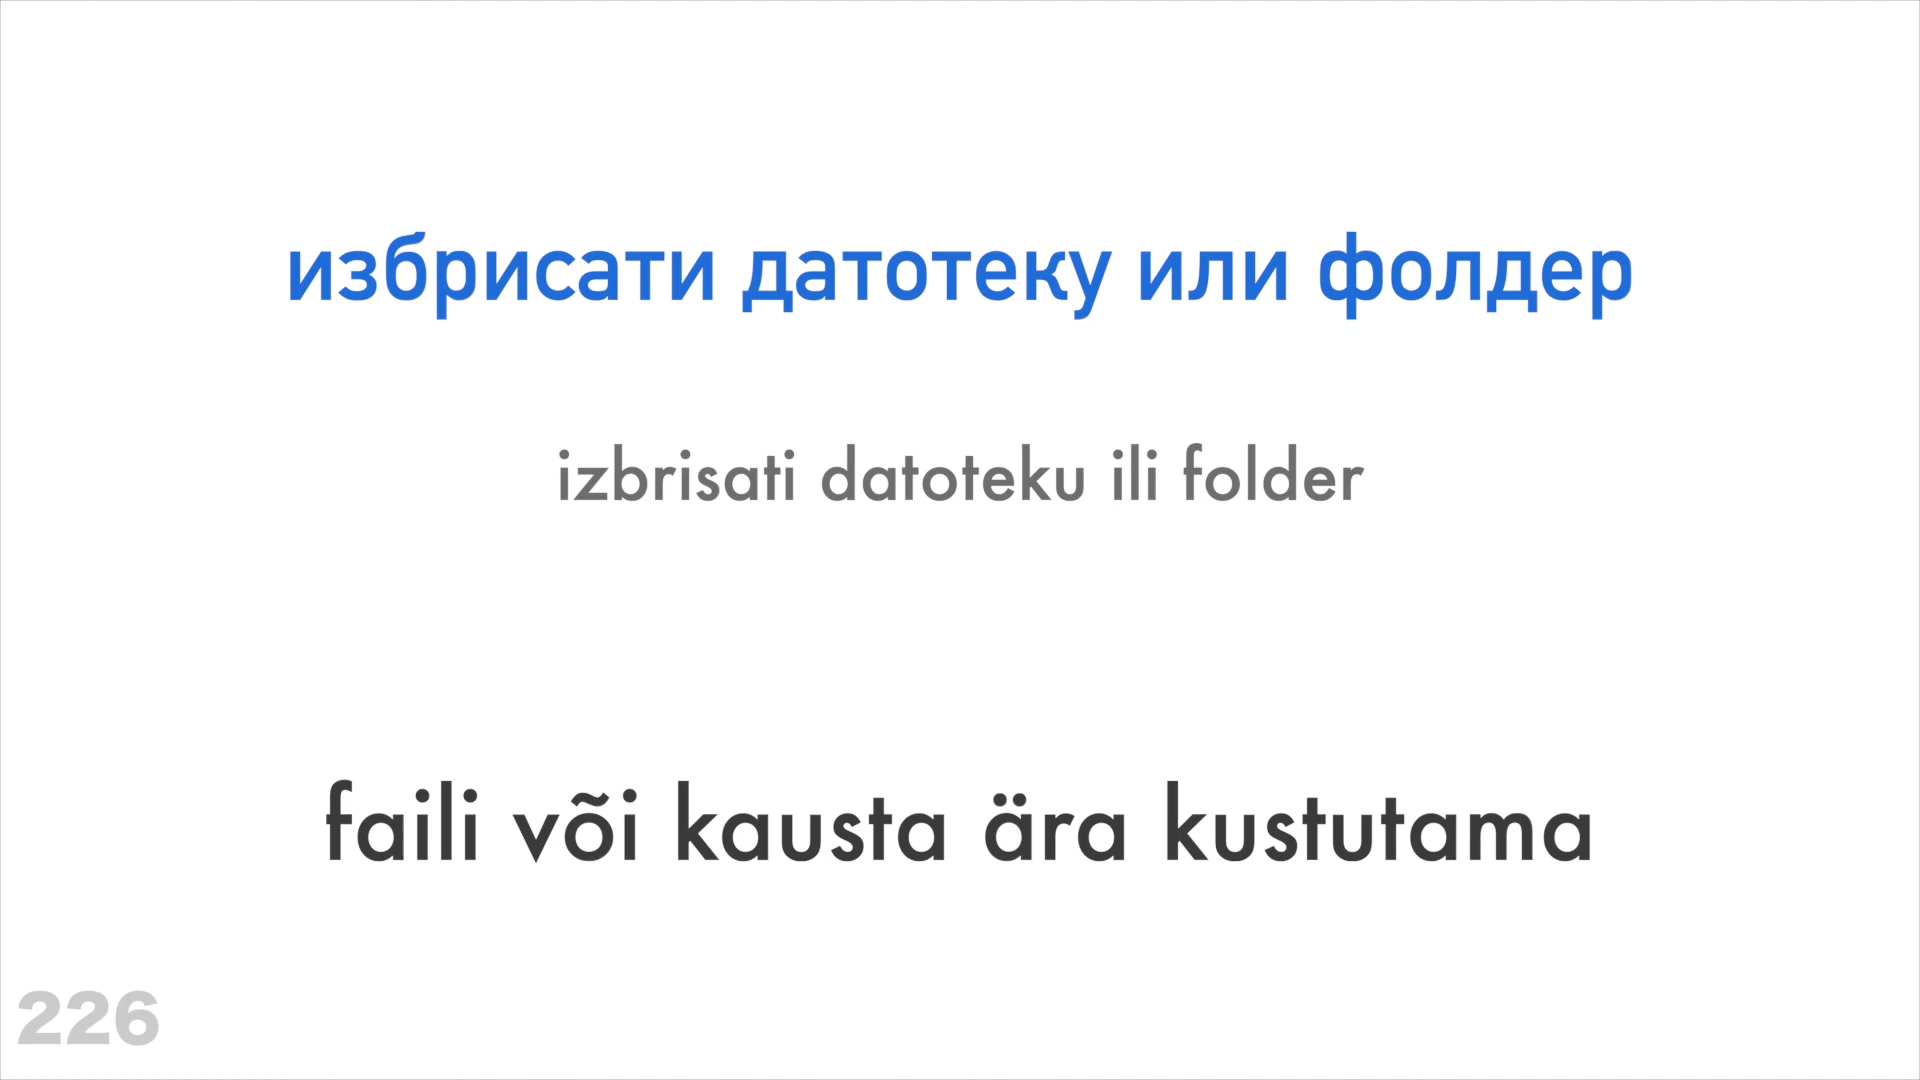 избрисати датотеку или фолдер
izbrisati datoteku ili folder
faili või kausta ära kustutama
226